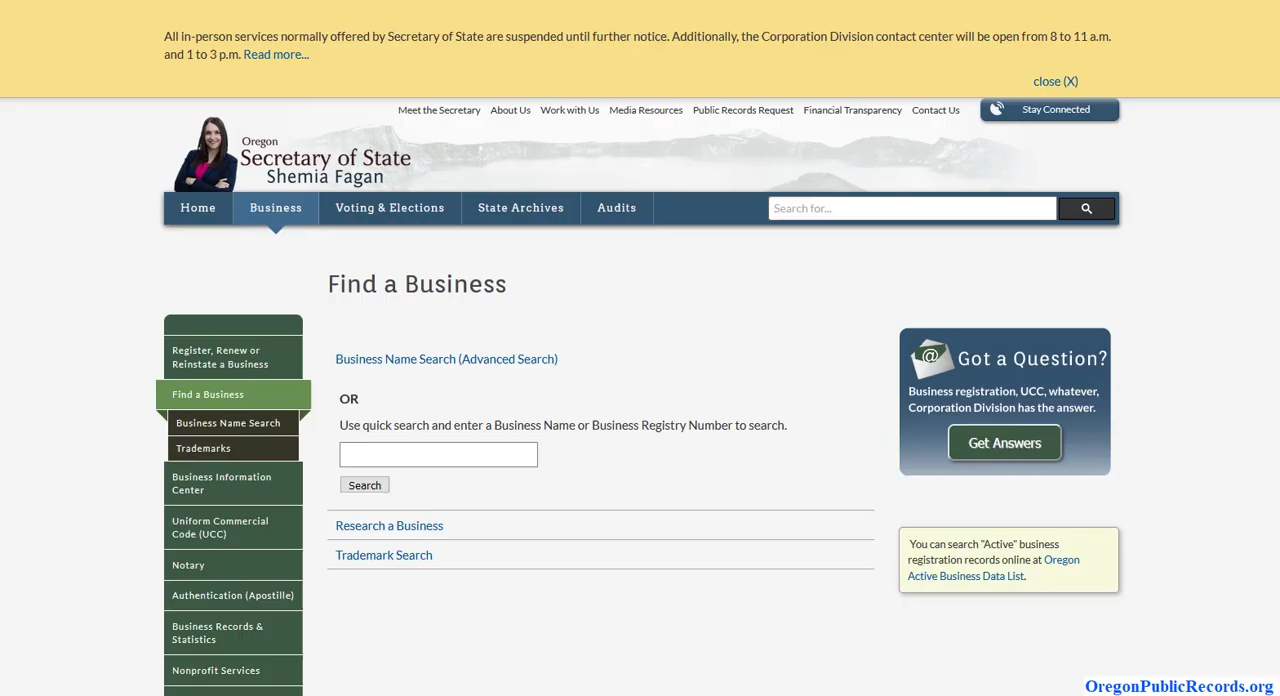 All in-person services normally offered by Secretary of State are suspended until further notice. Additionally, the Corporation Division contact center will be open from 8 to 11 a.m.
and 1 to 3 p.m. Read more...
close (X)
Meet the Secretary About Us Work with Us Media Resources Public Records Request Financial Transparency Contact Us Stay Connected
Oregon
Secretary of State
Shemia Fagan
Home Business Voting & Elections State Archives Audits Search for...
Find a Business
Register, Renew or
Reinstate a Business
Find a Business
Business Name Search
Trademarks
Business Information
Center
Uniform Commercial
Code (UCC)
Notary
Authentication (Apostille)
Business Records &
Statistics
Nonprofit Services
Business Name Search (Advanced Search)
OR
Use quick search and enter a Business Name or Business Registry Number to search.
Search
Research a Business
Trademark Search
@ Got a Question?
Business registration, UCC, whatever,
Corporation Division has the answer.
Get Answers
You can search "Active" business
registration records online at Oregon
Active Business Data List.
OregonPublicRecords.org